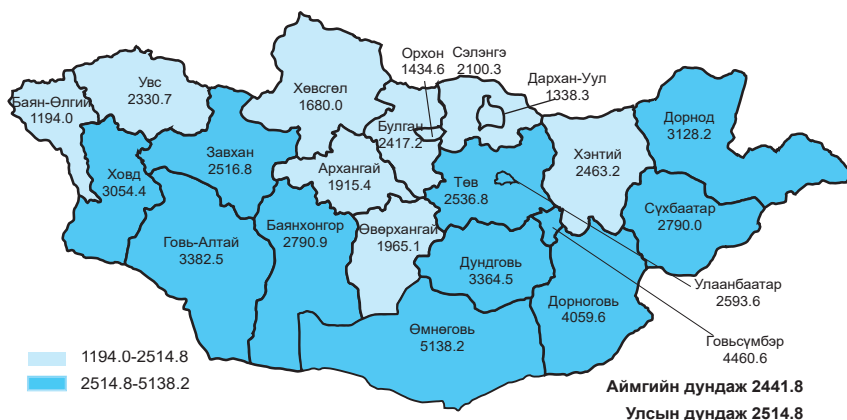 Орхон
1434.6
Сэлэнгэ
2100.3
Дархан-Уул
1338.3
Увс
2330.7
Хөвсгөл
1680.0
Баян-Өлгий
1194.0
Булган
2417.2
Дорнод
3128.2
Ховд
3054.4
Завхан
2516.8
Архангай
1915.4
Төв
2536.8
Хэнтий
2463.2
Говь-Алтай
3382.5
Баянхонгор
2790.9
Өвөрхангай
1965.1
Сүхбаатар
2790.0
Дундговь
3364.5
Улаанбаатар
2593.6
Дорноговь
4059.6
Өмнөговь
5138.2
Говьсүмбэр
4460.6
1194.0-2514.8
2514.8-5138.2
Аймгийн дундаж 2441.8
Улсын дундаж 2514.8